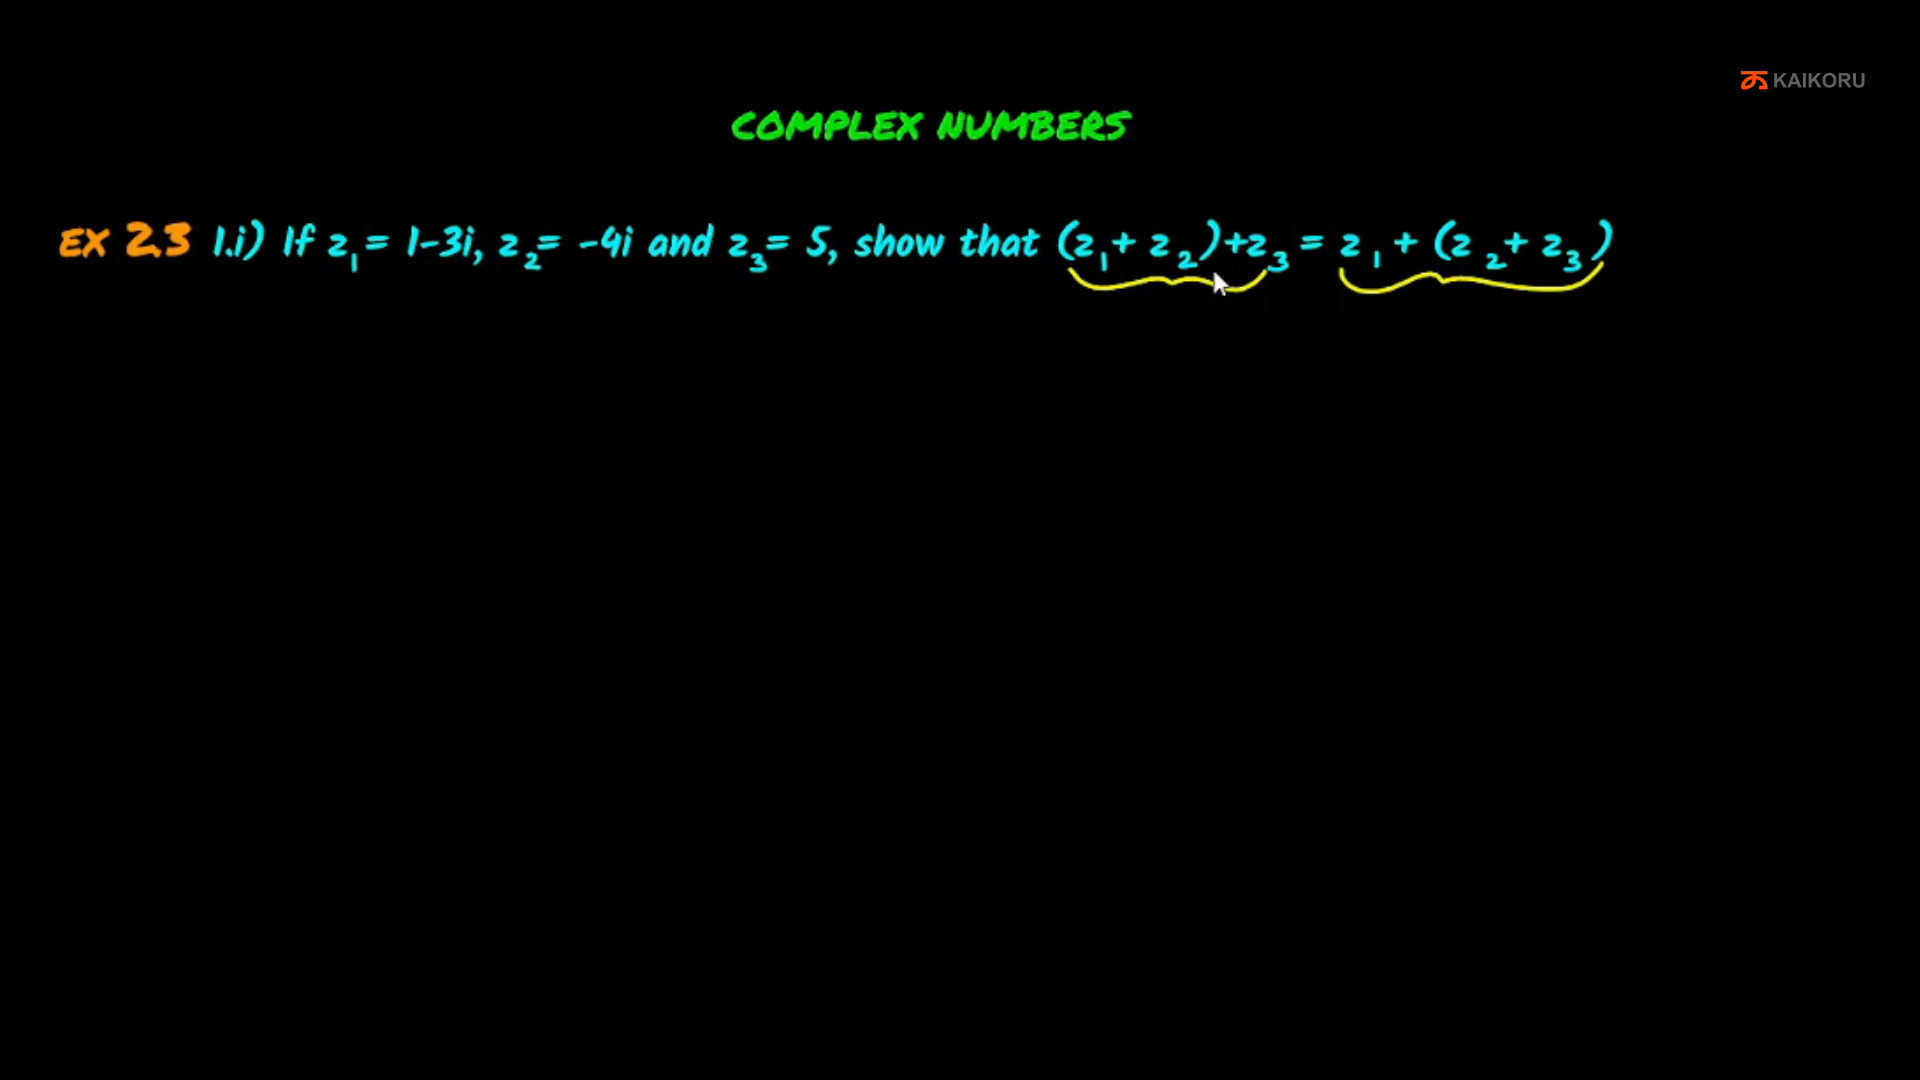 KAIKORU
COMPLEX NUMBERS
EX 2.3 1.i) If z₁ = 1-3i, z₂ = -4i and z₃ = 5, show that (z₁ + z₂)+z₃ = z₁ + (z₂ + z₃)